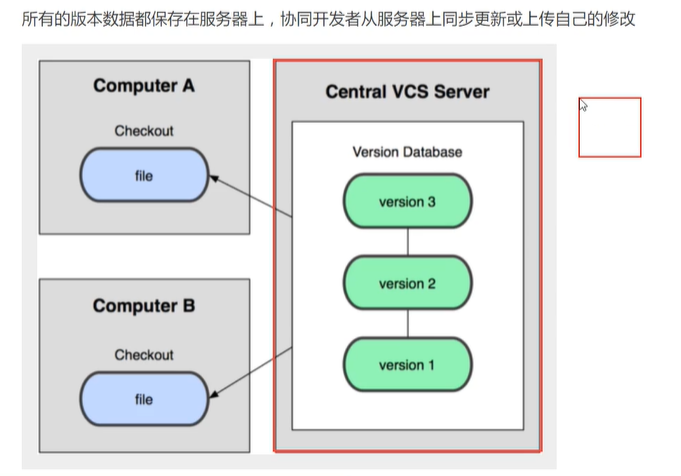 所有的版本数据都保存在服务器上，协同开发者从服务器上同步更新或上传自己的修改
Computer A
Checkout
file
Central VCS Server
Version Database
version 3
version 2
version 1
Computer B
Checkout
file